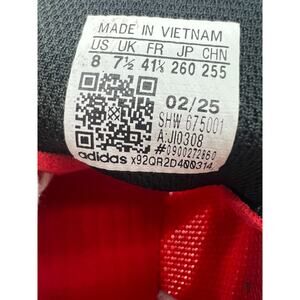 MADE IN VIETNAM
US UK FR JP CHN
8 7½ 41⅓ 260 255
02/25
SHW 675001
A:JI0308
#0900272860
adidas x92QR2D400314